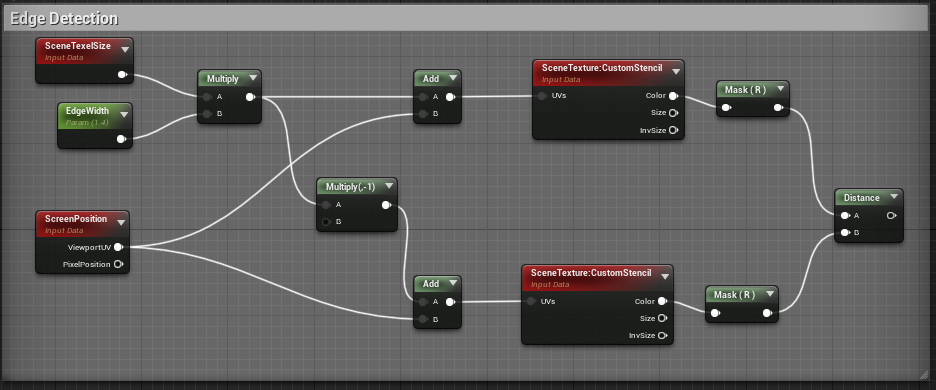 Edge Detection
SceneTexelSize
Input Data
EdgeWidth
Param (1.4)
Multiply
A
B
ScreenPosition
Input Data
ViewportUV
PixelPosition
Multiply(,-1)
A
B
Add
A
B
Add
A
B
SceneTexture:CustomStencil
Input Data
UVs Color
Size
InvSize
SceneTexture:CustomStencil
Input Data
UVs Color
Size
InvSize
Mask ( R )
Mask ( R )
Distance
A
B